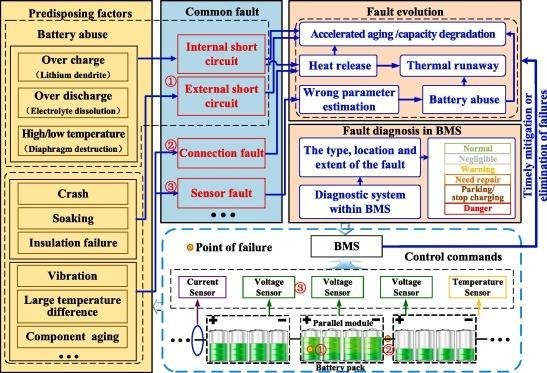 Predisposing factors
Battery abuse
Over charge
(Lithium dendrite)
Over discharge
(Electrolyte dissolution)
High/low temperature
(Diaphragm destruction)
Crash
Soaking
Insulation failure
Vibration
Large temperature
difference
Component aging
•••
Common fault
Internal short
circuit
①
External short
circuit
②
Connection fault
③
Sensor fault
•••
Fault evolution
Accelerated aging /capacity degradation
Heat release
Thermal runaway
Wrong parameter
estimation
Battery abuse
Fault diagnosis in BMS
The type, location and
extent of the fault
Diagnostic system
within BMS
Normal
Negligible
Warning
Need repair
Parking/
stop charging
Danger
Timely mitigation or
elimination of failures
Point of failure
BMS
Control commands
Current
Sensor
Voltage
Sensor
③
Voltage
Sensor
Voltage
Sensor
Temperature
Sensor
+ −
+ −
+ −
Parallel module
①
②
•••
•••
Battery pack